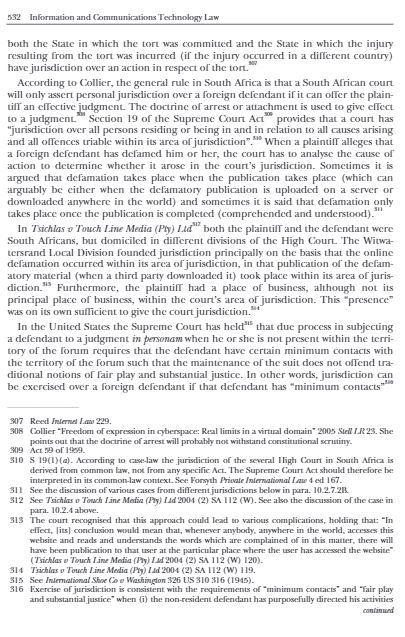 532 Information and Communications Technology Law
both the State in which the tort was committed and the State in which the injury
resulting from the tort was incurred (if the injury occurred in a different country)
have jurisdiction over an action in respect of the tort.307
According to Collier, the general rule in South Africa is that a South African court
will only assert personal jurisdiction over a foreign defendant if it can offer the plain-
tiff an effective judgment. The doctrine of arrest or attachment is used to give effect
to a judgment.308 Section 19 of the Supreme Court Act309 provides that a court has
"jurisdiction over all persons residing or being in and in relation to all causes arising
and all offences triable within its area of jurisdiction".310 When a plaintiff alleges that
a foreign defendant has defamed him or her, the court has to analyse the cause of
action to determine whether it arose in the court's jurisdiction. Sometimes it is
argued that defamation takes place when the publication takes place (which can
arguably be either when the defamatory publication is uploaded on a server or
downloaded anywhere in the world) and sometimes it is said that defamation only
takes place once the publication is completed (comprehended and understood).311
In Tsichlas v Touch Line Media (Pty) Ltd312 both the plaintiff and the defendant were
South Africans, but domiciled in different divisions of the High Court. The Witwa-
tersrand Local Division founded jurisdiction principally on the basis that the online
defamation occurred within its area of jurisdiction, in that publication of the defam-
atory material (when a third party downloaded it) took place within its area of juris-
diction.313 Furthermore, the plaintiff had a place of business, although not its
principal place of business, within the court's area of jurisdiction. This "presence"
was on its own sufficient to give the court jurisdiction.314
In the United States the Supreme Court has held315 that due process in subjecting
a defendant to a judgment in personam when he or she is not present within the terri-
tory of the forum requires that the defendant have certain minimum contacts with
the territory of the forum such that the maintenance of the suit does not offend tra-
ditional notions of fair play and substantial justice. In other words, jurisdiction can
be exercised over a foreign defendant if that defendant has "minimum contacts"316
307 Reed Internet Law 229.
308 Collier "Freedom of expression in cyberspace: Real limits in a virtual domain" 2005 Stell LR 23. She
points out that the doctrine of arrest will probably not withstand constitutional scrutiny.
309 Act 59 of 1959.
310 S 19(1)(a). According to case-law the jurisdiction of the several High Court in South Africa is
derived from common law, not from any specific Act. The Supreme Court Act should therefore be
interpreted in its common-law context. See Forsyth Private International Law 4 ed 167.
311 See the discussion of various cases from different jurisdictions below in para. 10.2.7.2B.
312 See Tsichlas v Touch Line Media (Pty) Ltd 2004 (2) SA 112 (W). See also the discussion of the case in
para. 10.2.4 above.
313 The court recognised that this approach could lead to various complications, holding that: "In
effect, [its] conclusion would mean that, whenever anybody, anywhere in the world, accesses this
website and reads and understands the words which are complained of in this matter, there will
have been publication to that user at the particular place where the user has accessed the website"
(Tsichlas v Touch Line Media (Pty) Ltd 2004 (2) SA 112 (W) 120).
314 Tsichlas v Touch Line Media (Pty) Ltd 2004 (2) SA 112 (W) 119.
315 See International Shoe Co v Washington 326 US 310 316 (1945).
316 Exercise of jurisdiction is consistent with the requirements of "minimum contacts" and "fair play
and substantial justice" when (i) the non-resident defendant has purposefully directed his activities
continued